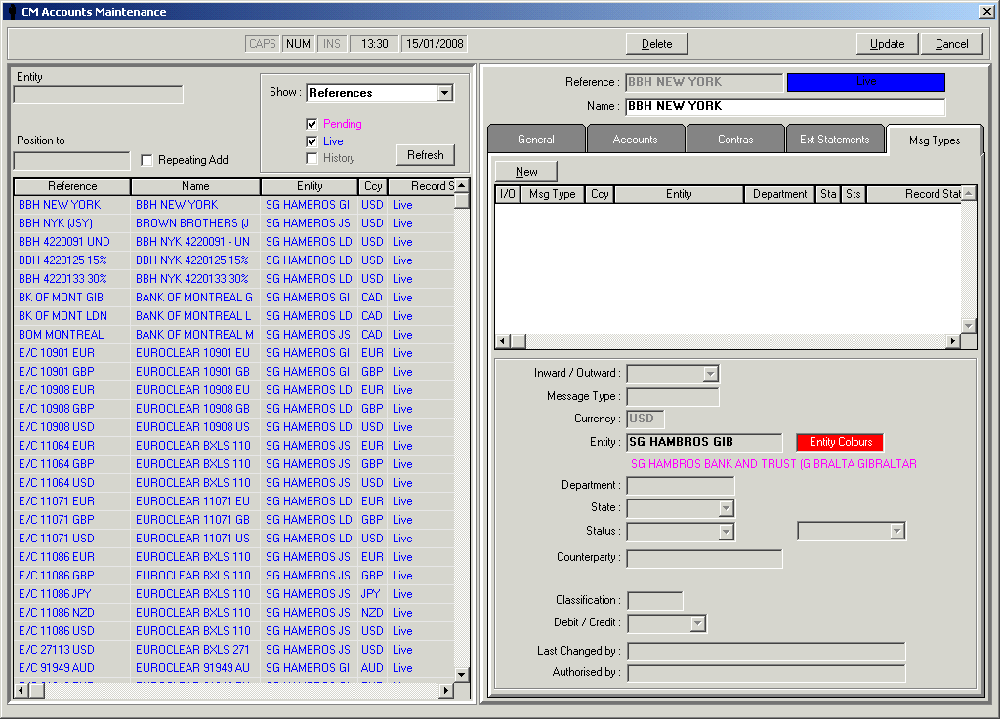 CM Accounts Maintenance
CAPS NUM INS 13:30 15/01/2008 Delete Update Cancel
Entity
Show : References
Pending
Live
History
Refresh
Position to
Repeating Add
Reference Name Entity Ccy Record S
BBH NEW YORK BBH NEW YORK SG HAMBROS GI USD Live
BBH NYK (JSY) BROWN BROTHERS (J SG HAMBROS JS USD Live
BBH 4220091 UND BBH NYK 4220091 - UN SG HAMBROS LD USD Live
BBH 4220125 15% BBH NYK 4220125 15% SG HAMBROS LD USD Live
BBH 4220133 30% BBH NYK 4220133 30% SG HAMBROS LD USD Live
BK OF MONT GIB BANK OF MONTREAL G SG HAMBROS GI CAD Live
BK OF MONT LDN BANK OF MONTREAL L SG HAMBROS LD CAD Live
BOM MONTREAL BANK OF MONTREAL M SG HAMBROS JS CAD Live
E/C 10901 EUR EUROCLEAR 10901 EU SG HAMBROS GI EUR Live
E/C 10901 GBP EUROCLEAR 10901 GB SG HAMBROS GI GBP Live
E/C 10908 EUR EUROCLEAR 10908 EU SG HAMBROS LD EUR Live
E/C 10908 GBP EUROCLEAR 10908 GB SG HAMBROS LD GBP Live
E/C 10908 USD EUROCLEAR 10908 US SG HAMBROS LD USD Live
E/C 11064 EUR EUROCLEAR BXLS 110 SG HAMBROS JS EUR Live
E/C 11064 GBP EUROCLEAR BXLS 110 SG HAMBROS JS GBP Live
E/C 11064 USD EUROCLEAR BXLS 110 SG HAMBROS JS USD Live
E/C 11071 EUR EUROCLEAR 11071 EU SG HAMBROS LD EUR Live
E/C 11071 GBP EUROCLEAR 11071 GB SG HAMBROS LD GBP Live
E/C 11071 USD EUROCLEAR 11071 US SG HAMBROS LD USD Live
E/C 11086 EUR EUROCLEAR BXLS 110 SG HAMBROS JS EUR Live
E/C 11086 GBP EUROCLEAR BXLS 110 SG HAMBROS JS GBP Live
E/C 11086 JPY EUROCLEAR BXLS 110 SG HAMBROS JS JPY Live
E/C 11086 NZD EUROCLEAR BXLS 110 SG HAMBROS JS NZD Live
E/C 11086 USD EUROCLEAR BXLS 110 SG HAMBROS JS USD Live
E/C 27113 USD EUROCLEAR BXLS 271 SG HAMBROS JS USD Live
E/C 91949 AUD EUROCLEAR 91949 AU SG HAMBROS GI AUD Live
Reference : BBH NEW YORK Live
Name : BBH NEW YORK
General Accounts Contras Ext Statements Msg Types
New
I/O Msg Type Ccy Entity Department Sta Sts Record Stat
Inward / Outward :
Message Type :
Currency : USD
Entity : SG HAMBROS GIB Entity Colours
SG HAMBROS BANK AND TRUST (GIBRALTA GIBRALTAR
Department :
State :
Status :
Counterparty :
Classification :
Debit / Credit :
Last Changed by :
Authorised by :